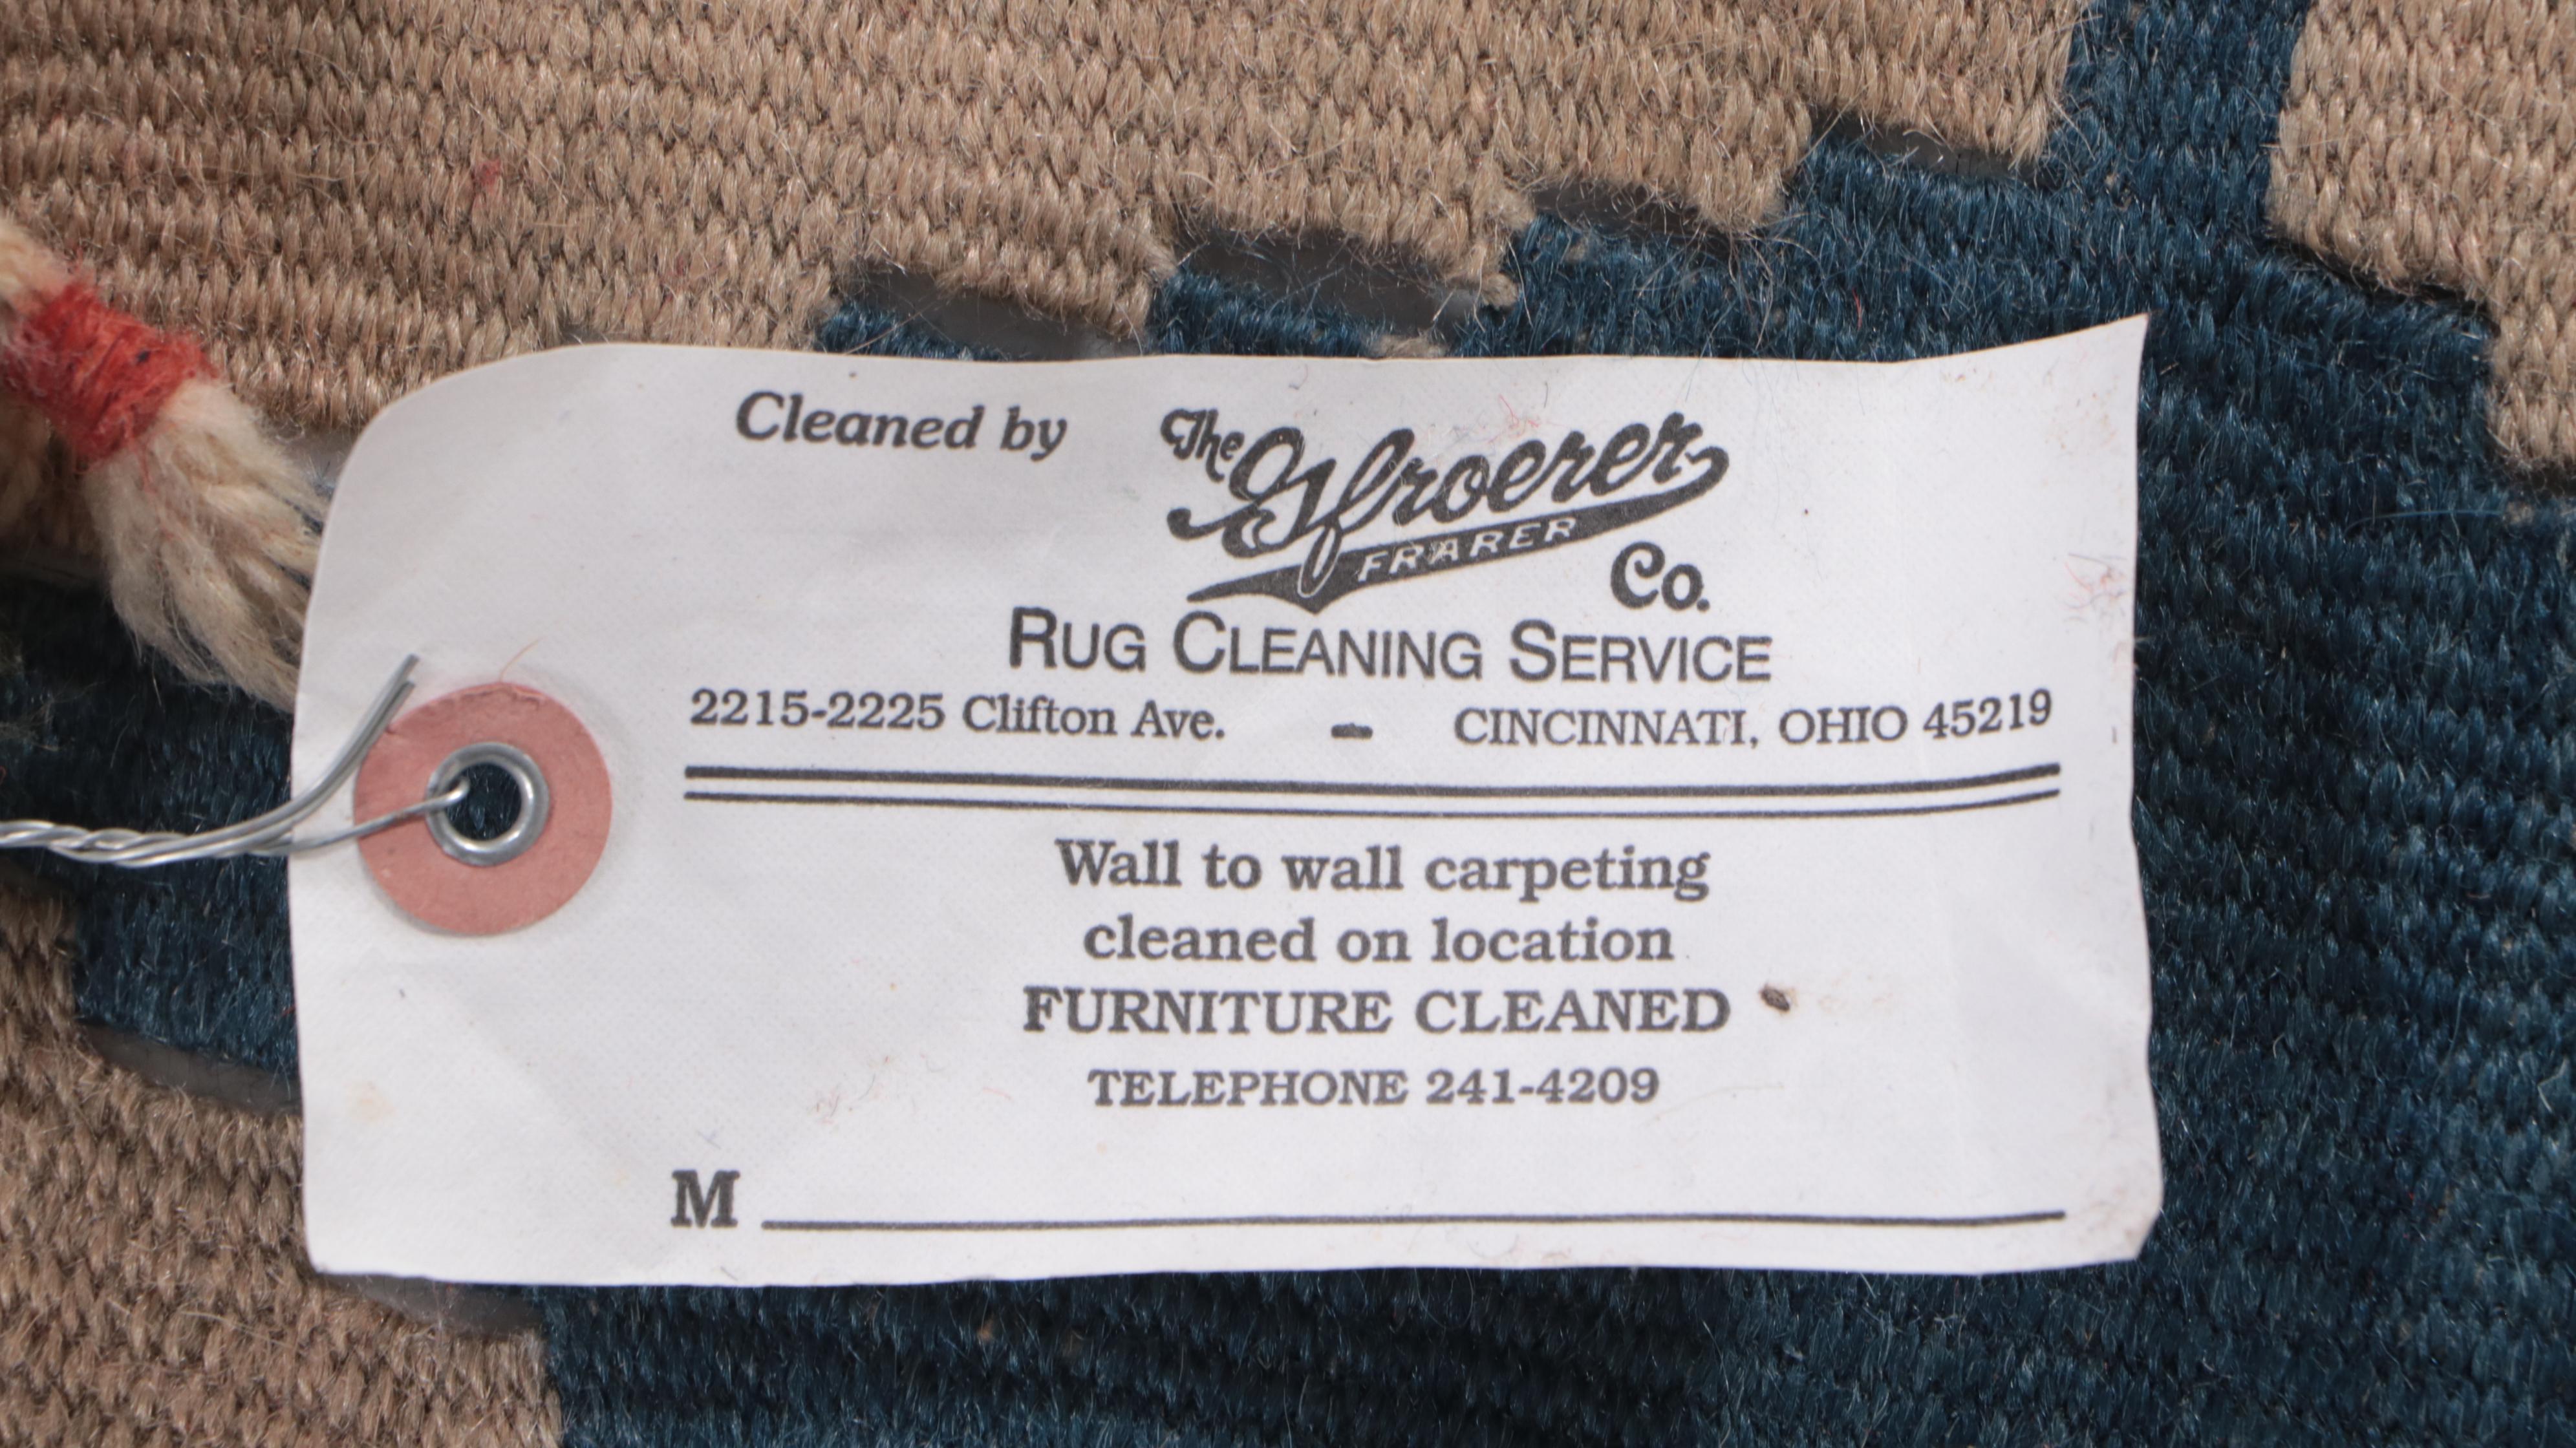 Cleaned by The Gfroerer
FRARER
Co.
RUG CLEANING SERVICE
2215-2225 Clifton Ave. - CINCINNATI, OHIO 45219
Wall to wall carpeting
cleaned on location
FURNITURE CLEANED
TELEPHONE 241-4209
M